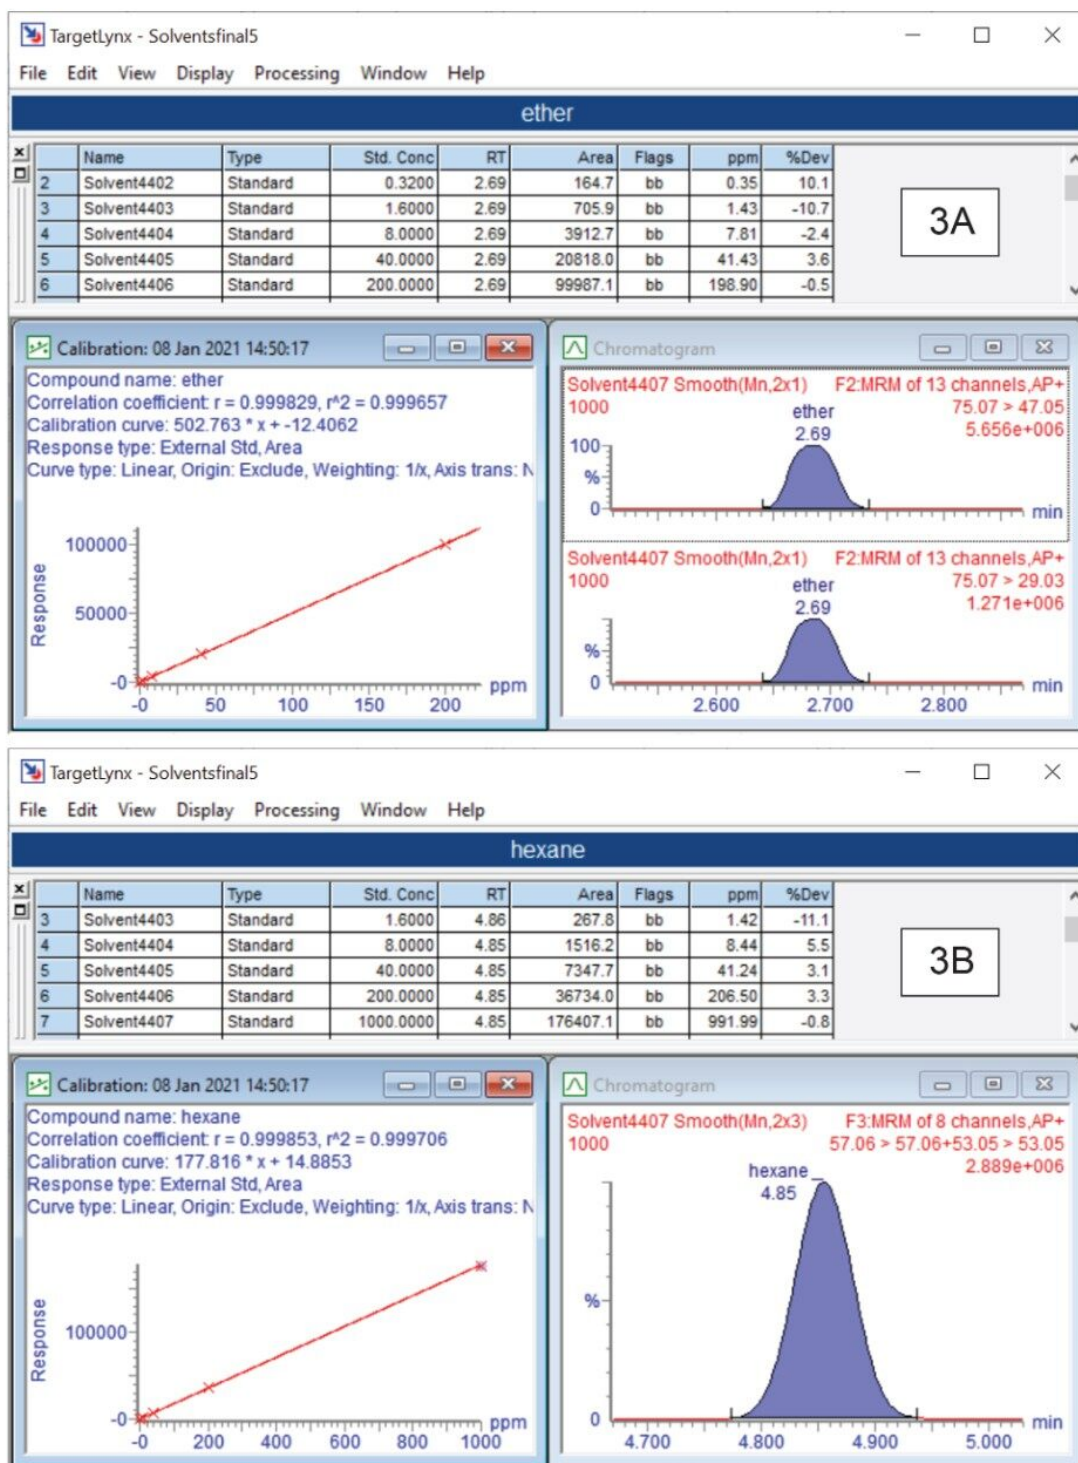 TargetLynx - Solventsfinal5
File Edit View Display Processing Window Help
ether
Name Type Std. Conc RT Area Flags ppm %Dev
2 Solvent4402 Standard 0.3200 2.69 164.7 bb 0.35 10.1
3 Solvent4403 Standard 1.6000 2.69 705.9 bb 1.43 -10.7
4 Solvent4404 Standard 8.0000 2.69 3912.7 bb 7.81 -2.4
5 Solvent4405 Standard 40.0000 2.69 20818.0 bb 41.43 3.6
6 Solvent4406 Standard 200.0000 2.69 99987.1 bb 198.90 -0.5
3A
Calibration: 08 Jan 2021 14:50:17
Compound name: ether
Correlation coefficient: r = 0.999829, r^2 = 0.999657
Calibration curve: 502.763 * x + -12.4062
Response type: External Std, Area
Curve type: Linear, Origin: Exclude, Weighting: 1/x, Axis trans: N
Response
100000
50000
-0
-0 50 100 150 200
ppm
Chromatogram
Solvent4407 Smooth(Mn,2x1) F2:MRM of 13 channels,AP+
1000 75.07 > 47.05
5.656e+006
ether
2.69
100
%
0
min
Solvent4407 Smooth(Mn,2x1) F2:MRM of 13 channels,AP+
1000 75.07 > 29.03
1.271e+006
ether
2.69
%
0
min
2.600 2.700 2.800
TargetLynx - Solventsfinal5
File Edit View Display Processing Window Help
hexane
Name Type Std. Conc RT Area Flags ppm %Dev
3 Solvent4403 Standard 1.6000 4.86 267.8 bb 1.42 -11.1
4 Solvent4404 Standard 8.0000 4.85 1516.2 bb 8.44 5.5
5 Solvent4405 Standard 40.0000 4.85 7347.7 bb 41.24 3.1
6 Solvent4406 Standard 200.0000 4.85 36734.0 bb 206.50 3.3
7 Solvent4407 Standard 1000.0000 4.85 176407.1 bb 991.99 -0.8
3B
Calibration: 08 Jan 2021 14:50:17
Compound name: hexane
Correlation coefficient: r = 0.999853, r^2 = 0.999706
Calibration curve: 177.816 * x + 14.8853
Response type: External Std, Area
Curve type: Linear, Origin: Exclude, Weighting: 1/x, Axis trans: N
Response
100000
-0
-0 200 400 600 800 1000
ppm
Chromatogram
Solvent4407 Smooth(Mn,2x3) F3:MRM of 8 channels,AP+
1000 57.06 > 57.06+53.05 > 53.05
2.889e+006
hexane
4.85
%
0
min
4.700 4.800 4.900 5.000